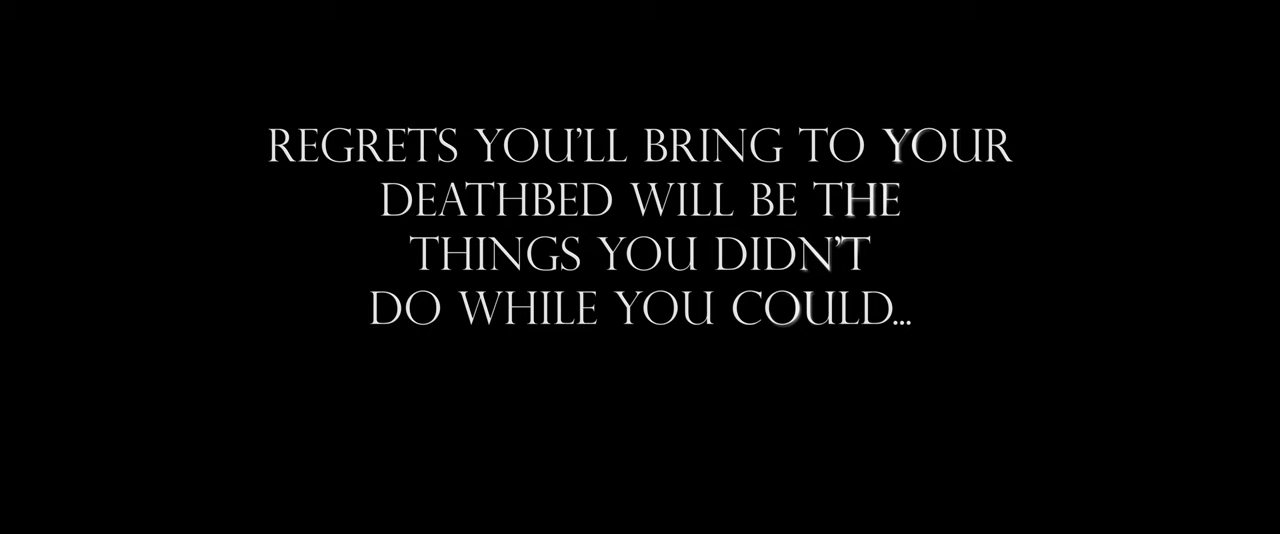 REGRETS YOU'LL BRING TO YOUR
DEATHBED WILL BE THE
THINGS YOU DIDN'T
DO WHILE YOU COULD...